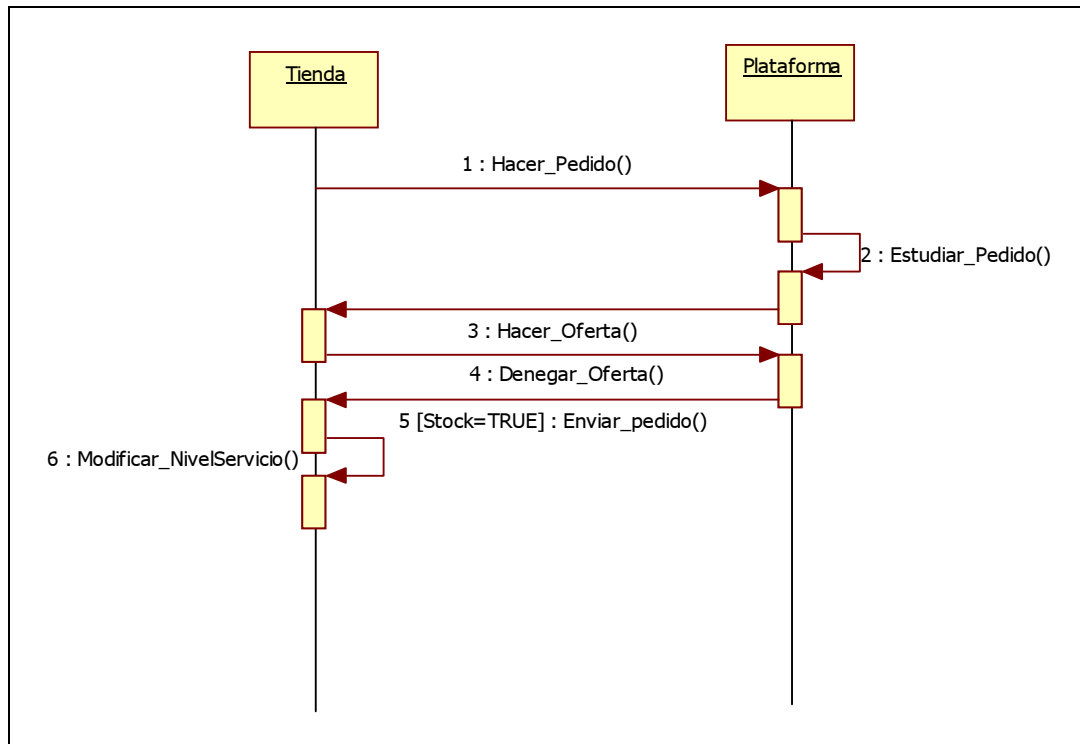 Tienda
Plataforma
1 : Hacer_Pedido()
2 : Estudiar_Pedido()
3 : Hacer_Oferta()
4 : Denegar_Oferta()
5 [Stock=TRUE] : Enviar_pedido()
6 : Modificar_NivelServicio()